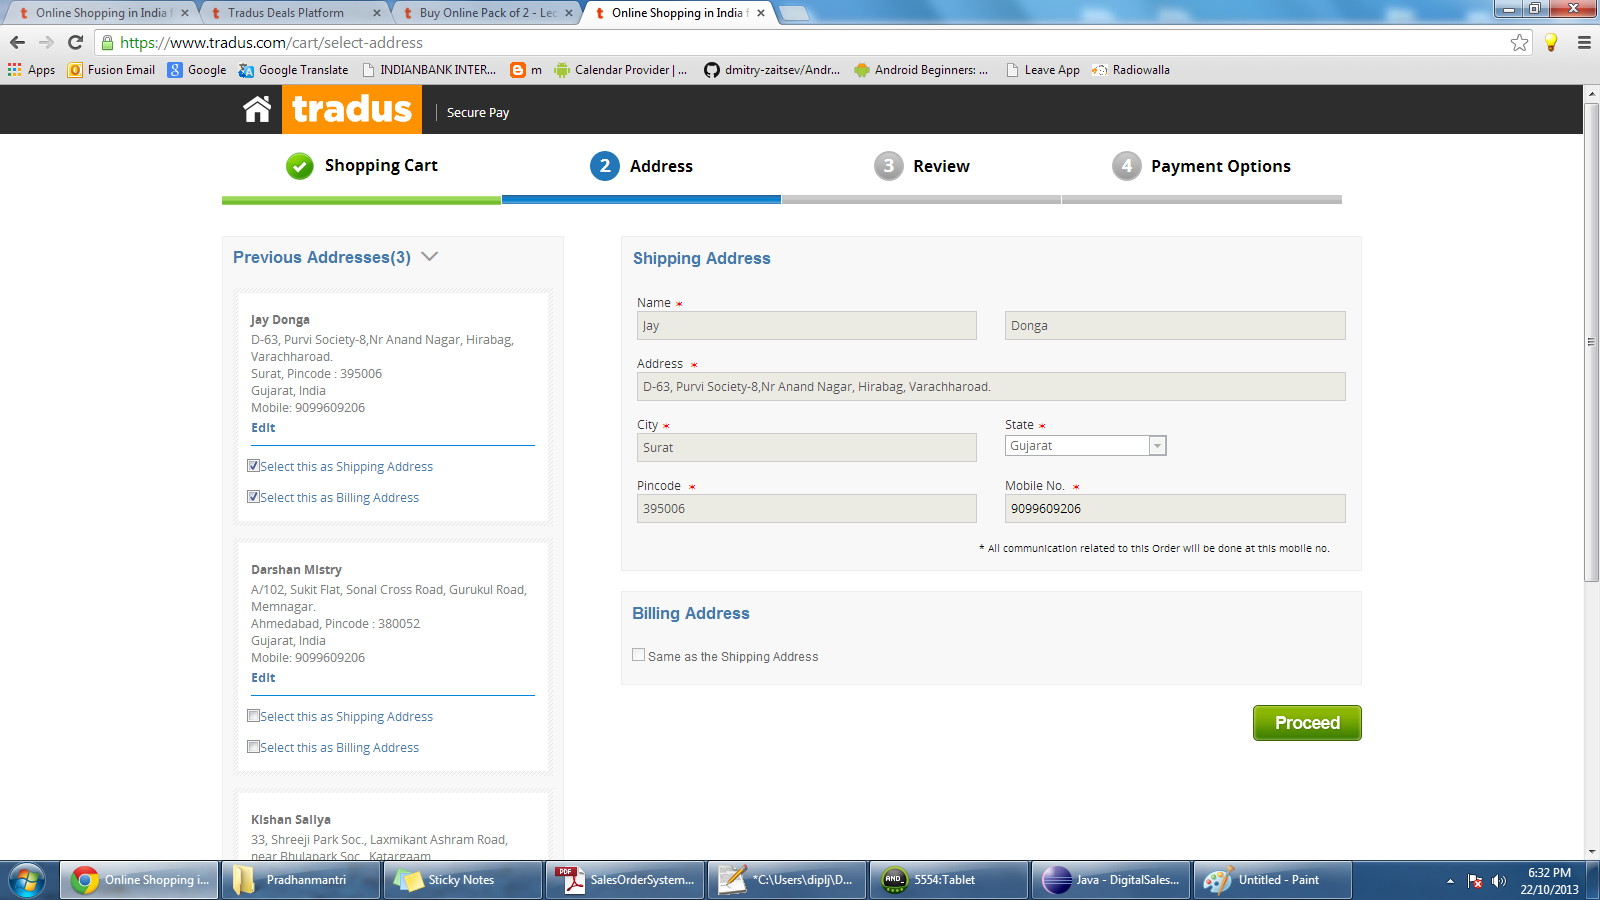 Online Shopping in India f
Tradus Deals Platform
Buy Online Pack of 2 - Lec
Online Shopping in India f
https://www.tradus.com/cart/select-address
Apps
Fusion Email
Google
Google Translate
INDIANBANK INTER...
m
Calendar Provider | ...
dmitry-zaitsev/Andr...
Android Beginners: ...
Leave App
Radiowalla
tradus
Secure Pay
Shopping Cart
2 Address
3 Review
4 Payment Options
Previous Addresses(3)
Jay Donga
D-63, Purvi Society-8,Nr Anand Nagar, Hirabag,
Varachharoad.
Surat, Pincode : 395006
Gujarat, India
Mobile: 9099609206
Edit
Select this as Shipping Address
Select this as Billing Address
Darshan Mistry
A/102, Sukit Flat, Sonal Cross Road, Gurukul Road,
Memnagar.
Ahmedabad, Pincode : 380052
Gujarat, India
Mobile: 9099609206
Edit
Select this as Shipping Address
Select this as Billing Address
Kishan Saliya
33, Shreeji Park Soc., Laxmikant Ashram Road,
near Bhulapark Soc., Katargaam
Shipping Address
Name *
Jay
Donga
Address *
D-63, Purvi Society-8,Nr Anand Nagar, Hirabag, Varachharoad.
City *
State *
Surat
Gujarat
Pincode *
Mobile No. *
395006
9099609206
* All communication related to this Order will be done at this mobile no.
Billing Address
Same as the Shipping Address
Proceed
Online Shopping i...
Pradhanmantri
Sticky Notes
PDF
SalesOrderSystem...
*C:\Users\diplj\D...
AND
5554:Tablet
Java - DigitalSales...
Untitled - Paint
6:32 PM
22/10/2013